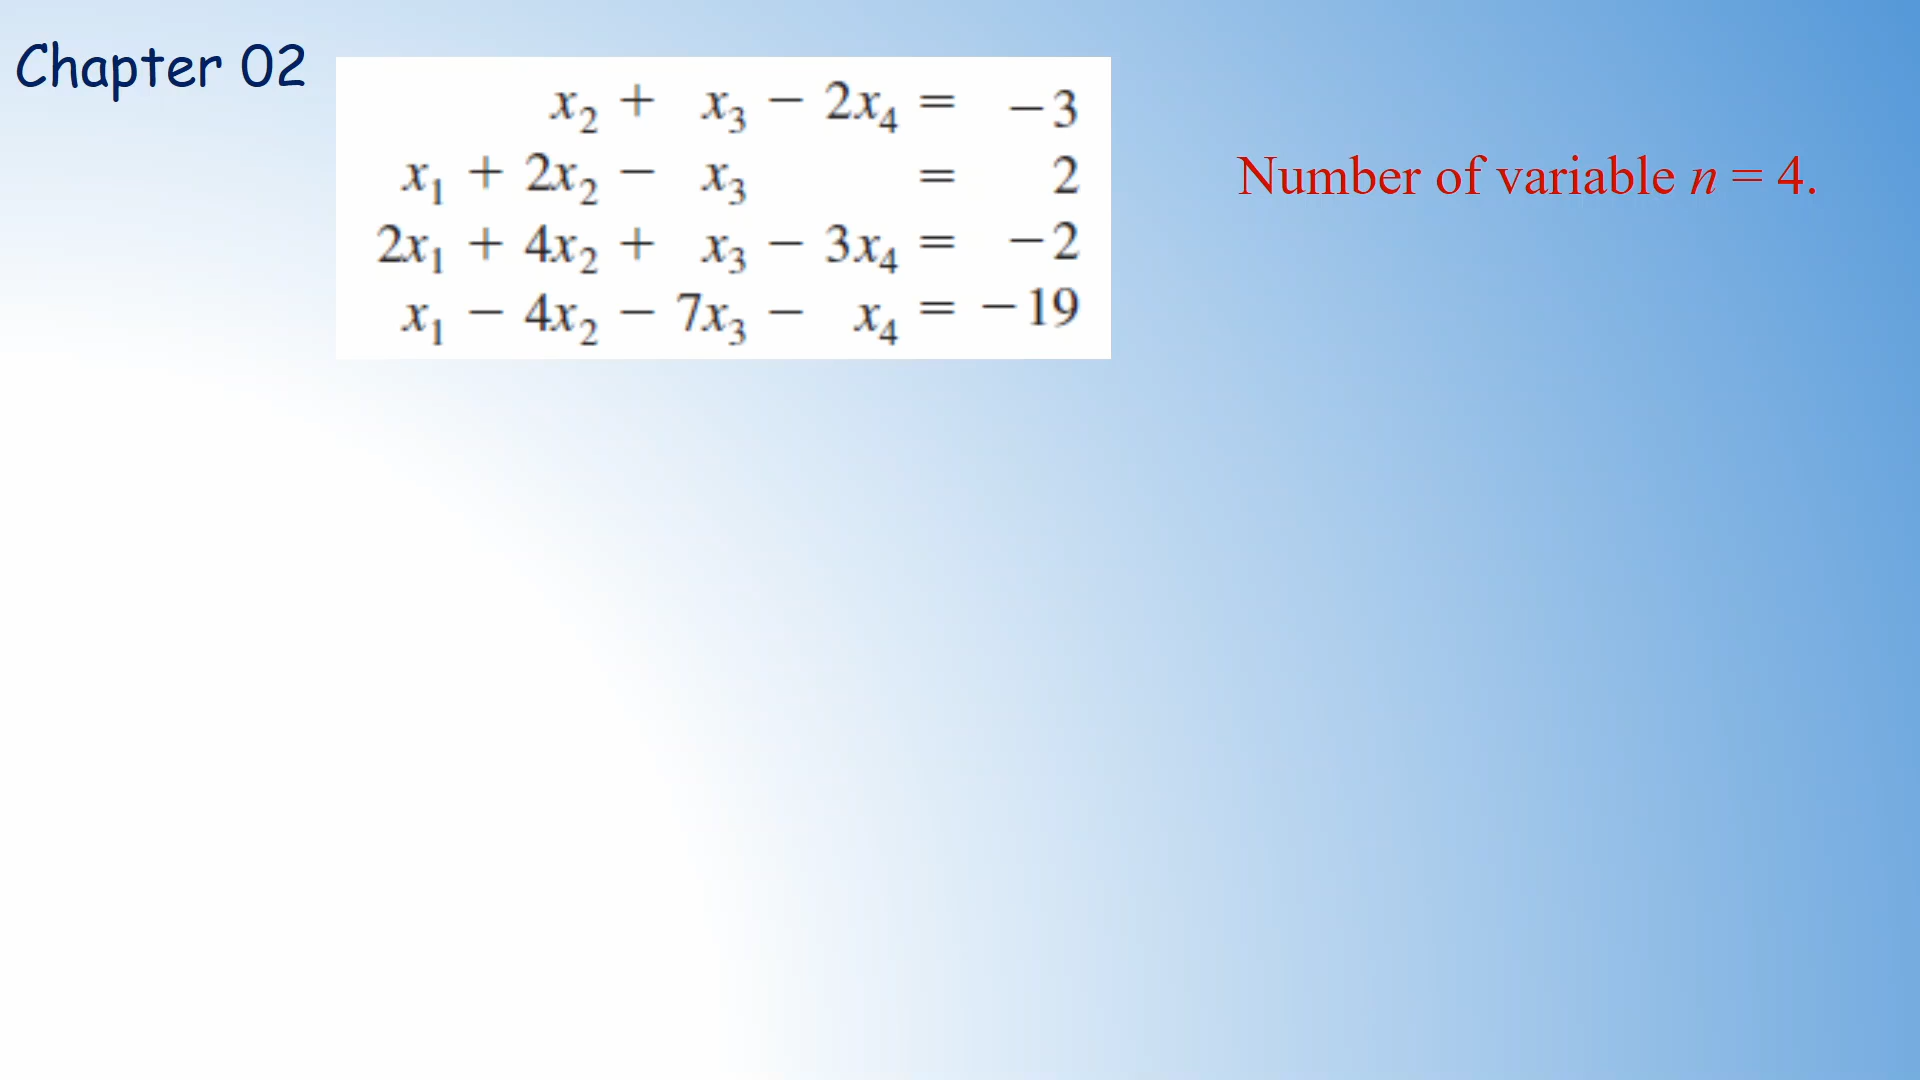 Chapter 02
x₂ + x₃ − 2x₄ = −3
x₁ + 2x₂ − x₃ = 2
2x₁ + 4x₂ + x₃ − 3x₄ = −2
x₁ − 4x₂ − 7x₃ − x₄ = −19
Number of variable n = 4.